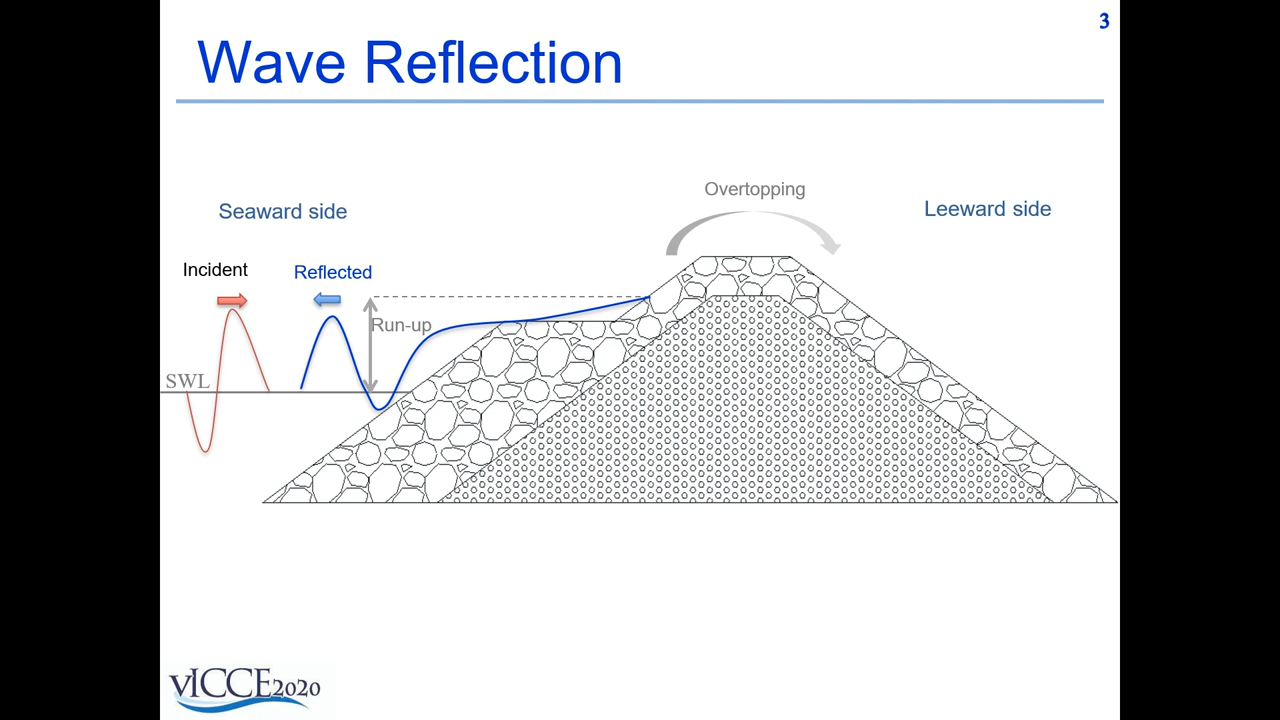 3
Wave Reflection
Overtopping
Seaward side
Leeward side
Incident
Reflected
Run-up
SWL
vICCE2020